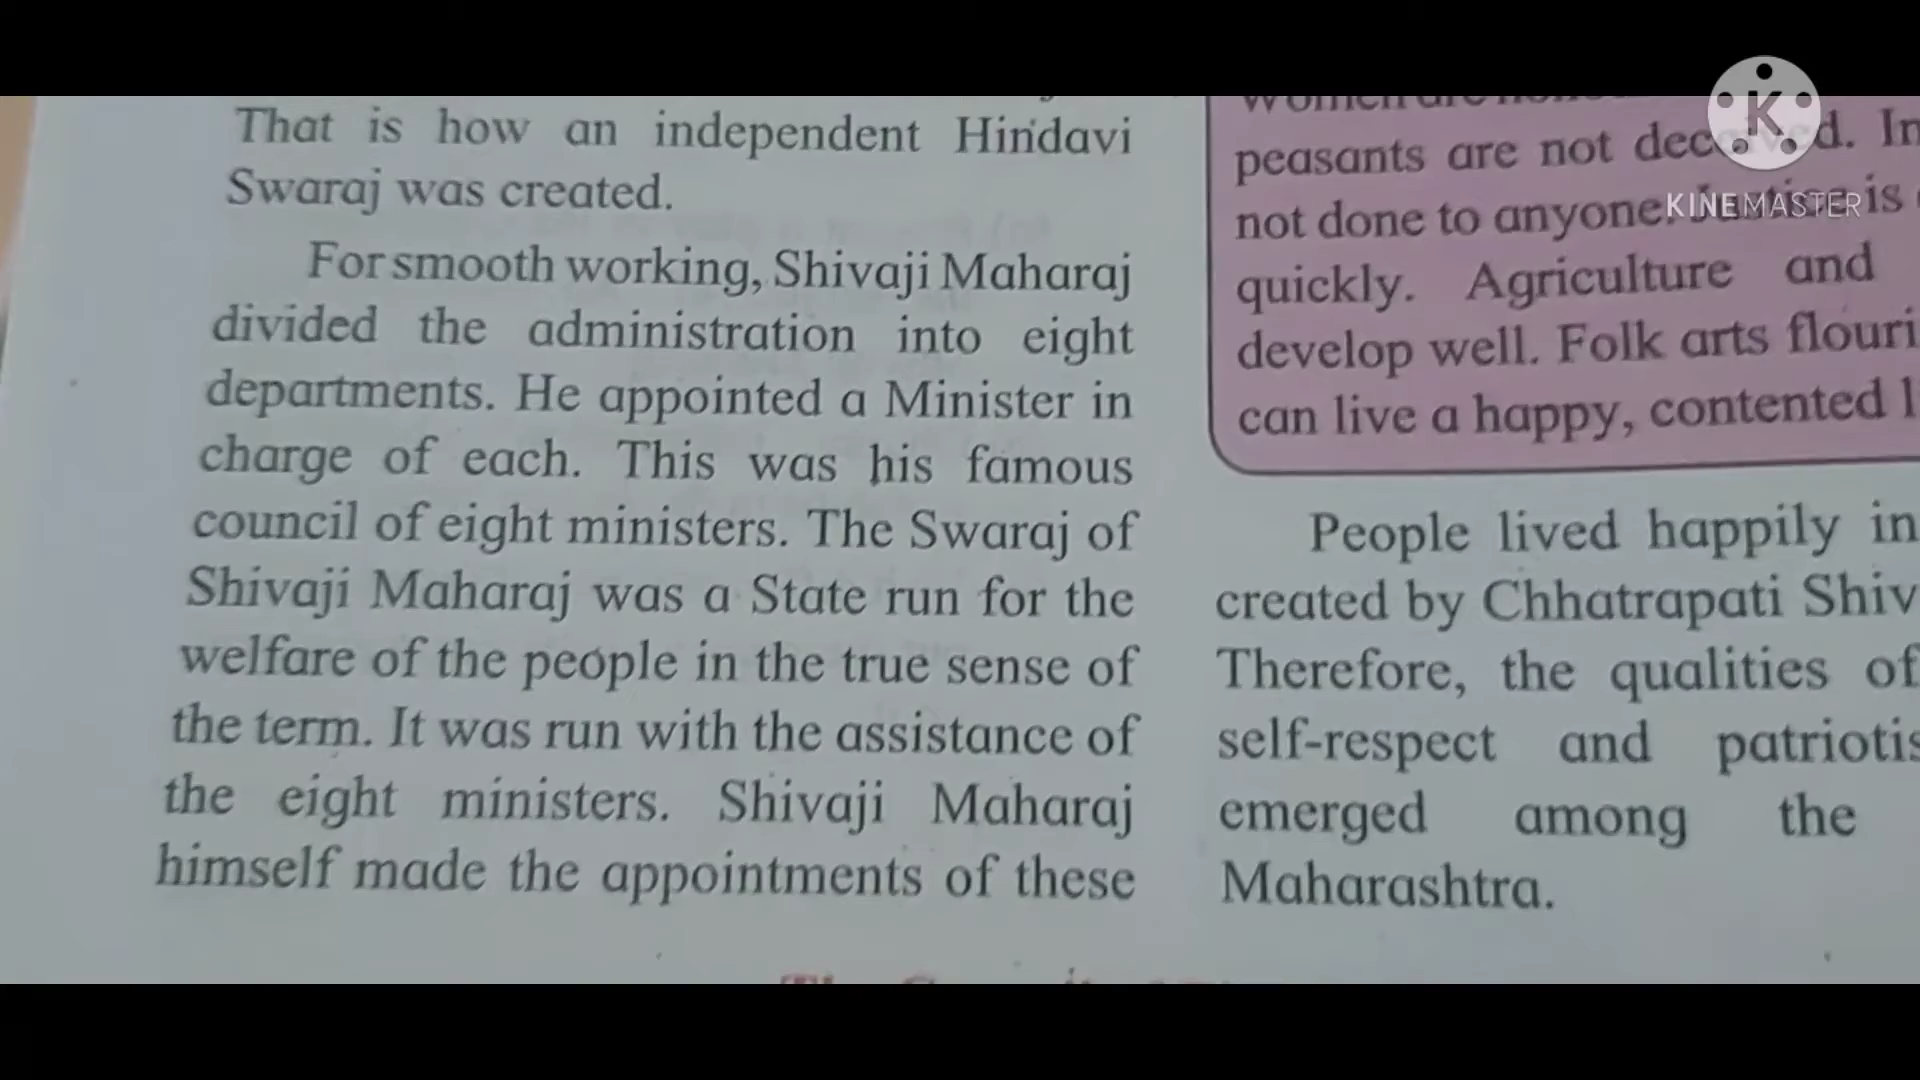 That is how an independent Hindavi
Swaraj was created.
For smooth working, Shivaji Maharaj
divided the administration into eight
departments. He appointed a Minister in
charge of each. This was his famous
council of eight ministers. The Swaraj of
Shivaji Maharaj was a State run for the
welfare of the people in the true sense of
the term. It was run with the assistance of
the eight ministers. Shivaji Maharaj
himself made the appointments of these
Women are
peasants are not In
not done to anyone. is
quickly. Agriculture and
develop well. Folk arts
can live a happy, contented
People lived happily in
created by Chhatrapati
Therefore, the qualities of
self-respect and
emerged among the
Maharashtra.
K
KINEMASTER